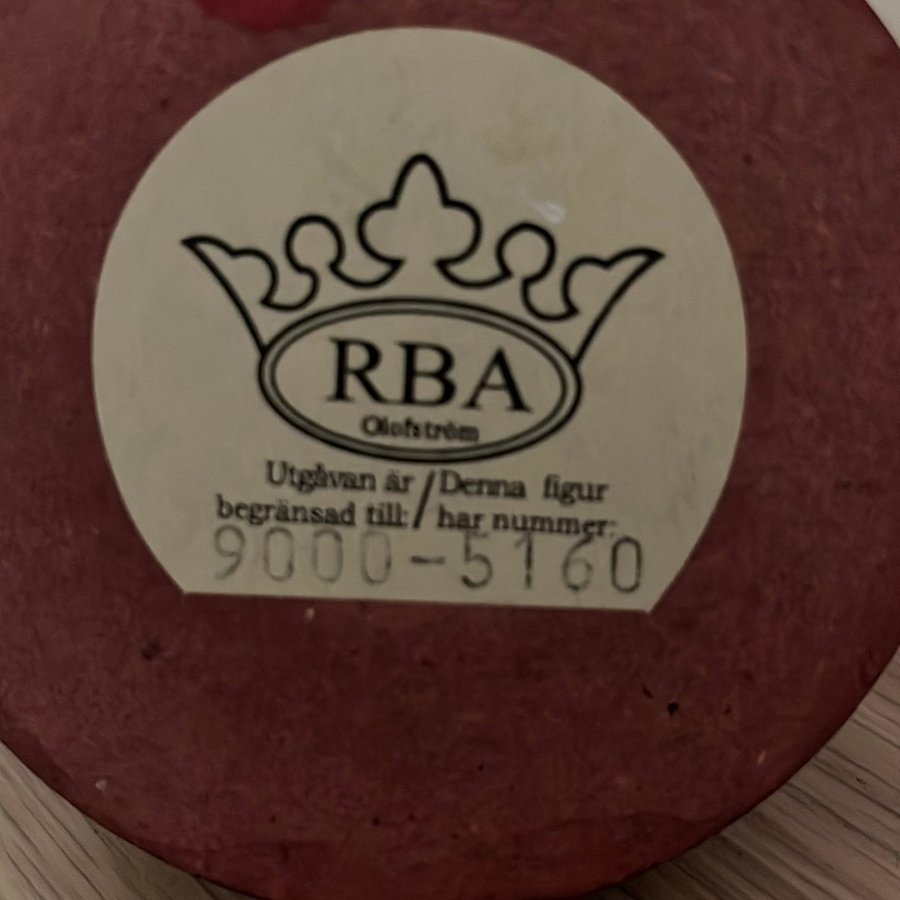 RBA
Olofström
Utgåvan är / Denna figur
begränsad till: / har nummer:
9000-5160